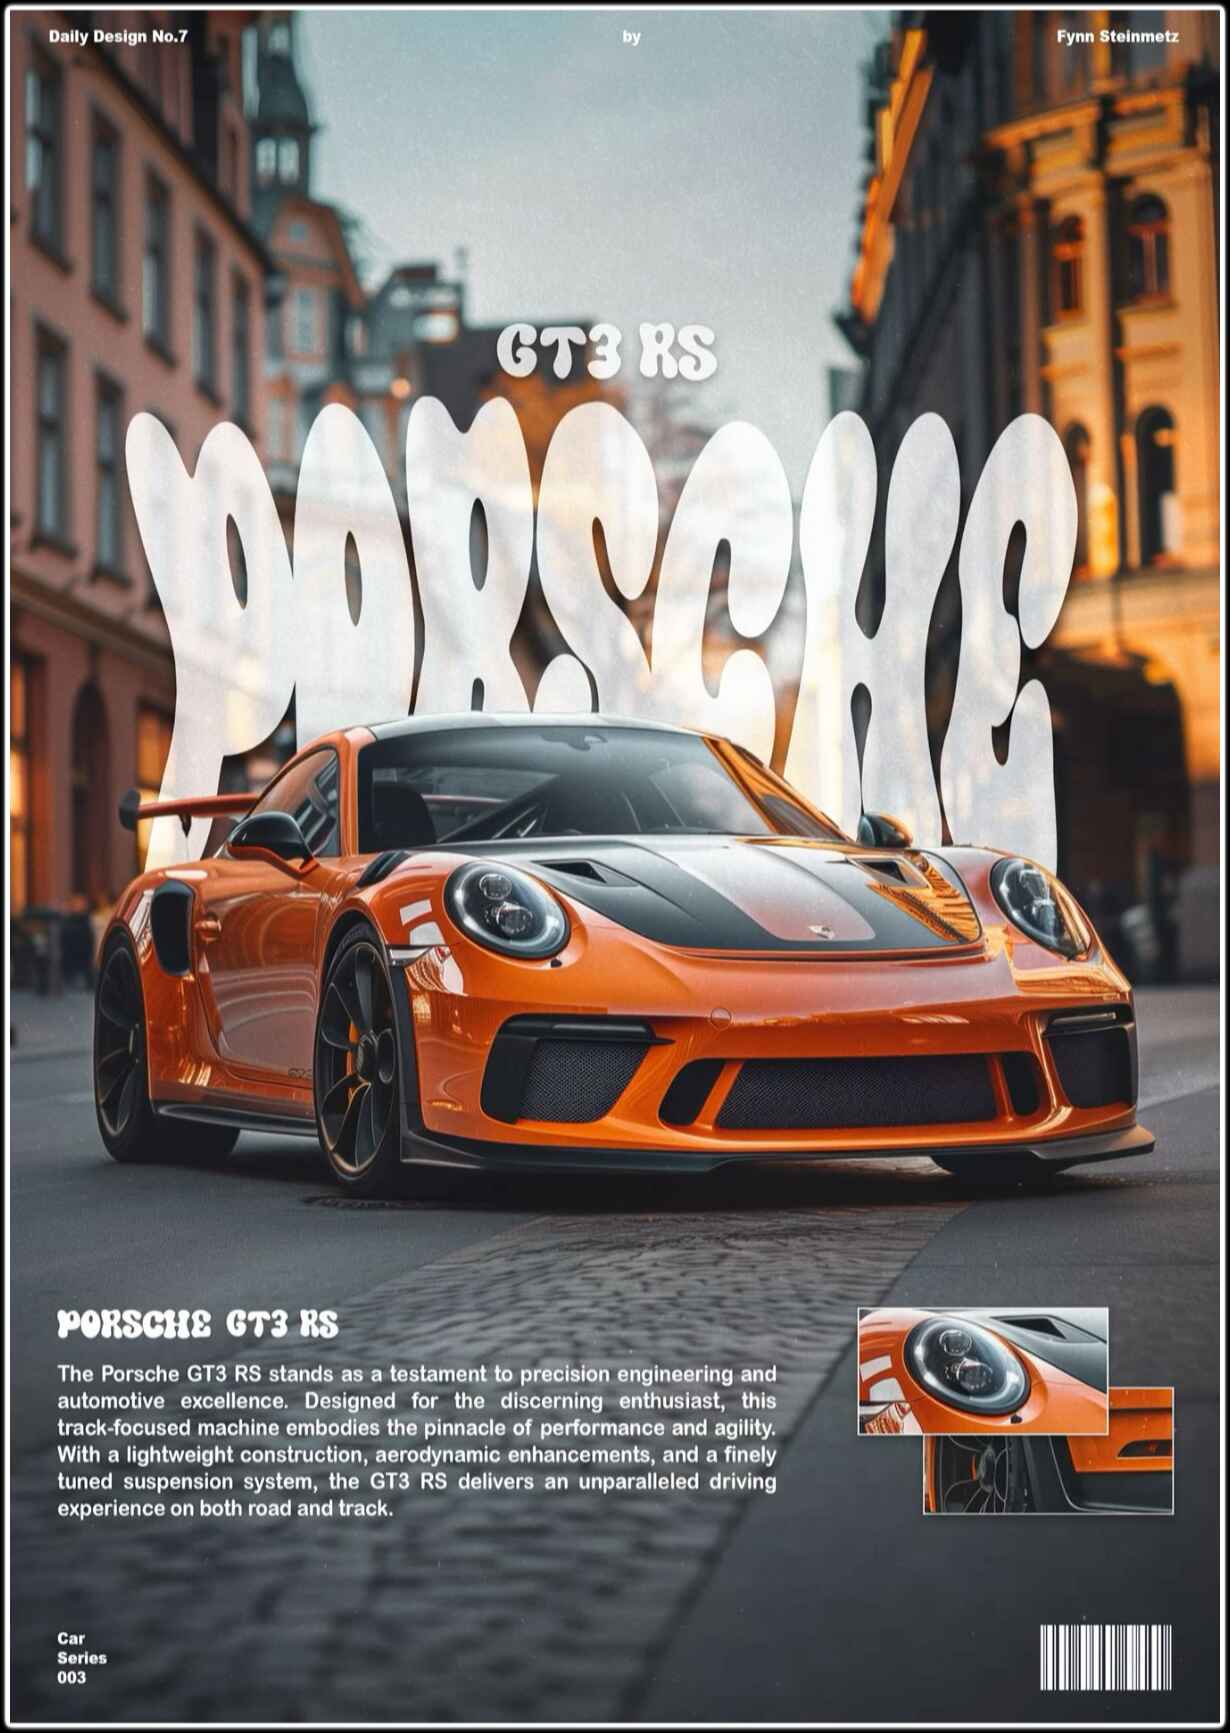 Daily Design No.7 by Fynn Steinmetz
GT3 RS
PORSCHE
PORSCHE GT3 RS
The Porsche GT3 RS stands as a testament to precision engineering and
automotive excellence. Designed for the discerning enthusiast, this
track-focused machine embodies the pinnacle of performance and agility.
With a lightweight construction, aerodynamic enhancements, and a finely
tuned suspension system, the GT3 RS delivers an unparalleled driving
experience on both road and track.
Car
Series
003